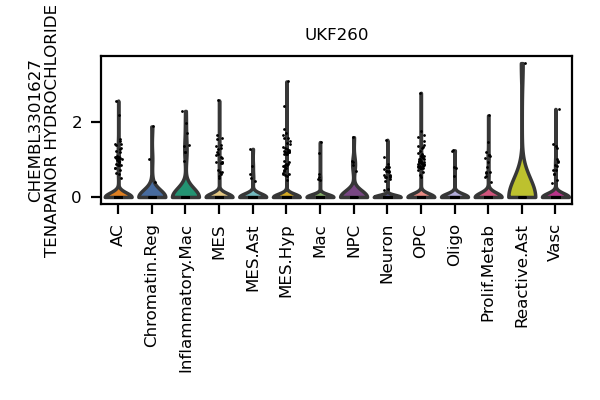 UKF260
CHEMBL3301627
TENAPANOR HYDROCHLORIDE
2
0
AC
Chromatin.Reg
Inflammatory.Mac
MES
MES.Ast
MES.Hyp
Mac
NPC
Neuron
OPC
Oligo
Prolif.Metab
Reactive.Ast
Vasc